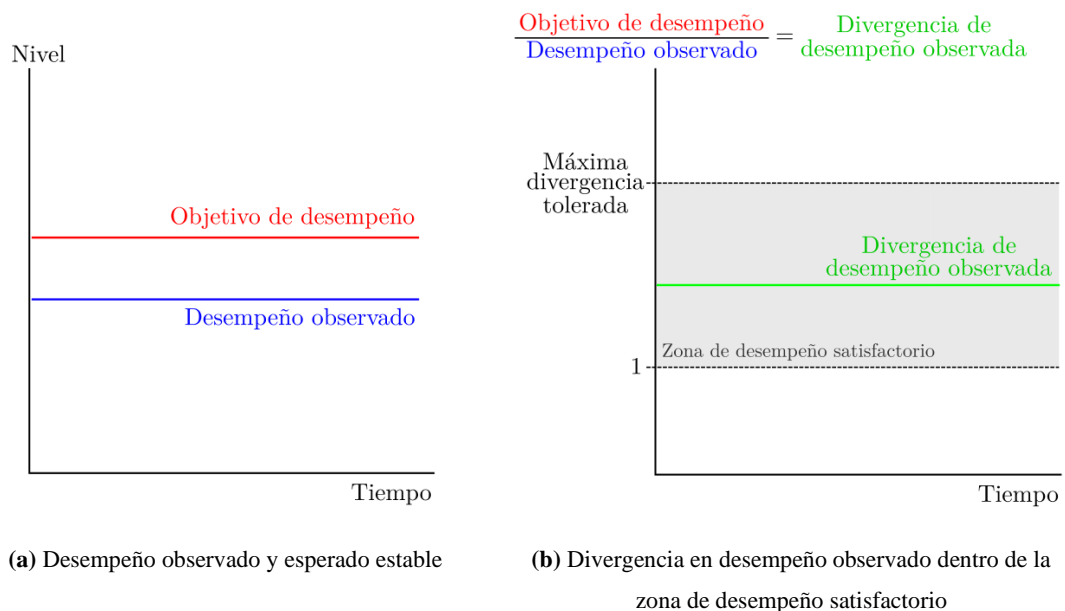 Nivel
Objetivo de desempeño
Desempeño observado
Tiempo
(a) Desempeño observado y esperado estable
Objetivo de desempeño
Desempeño observado
=
Divergencia de
desempeño observada
Máxima
divergencia
tolerada
Divergencia de
desempeño observada
Zona de desempeño satisfactorio
1
Tiempo
(b) Divergencia en desempeño observado dentro de la
zona de desempeño satisfactorio